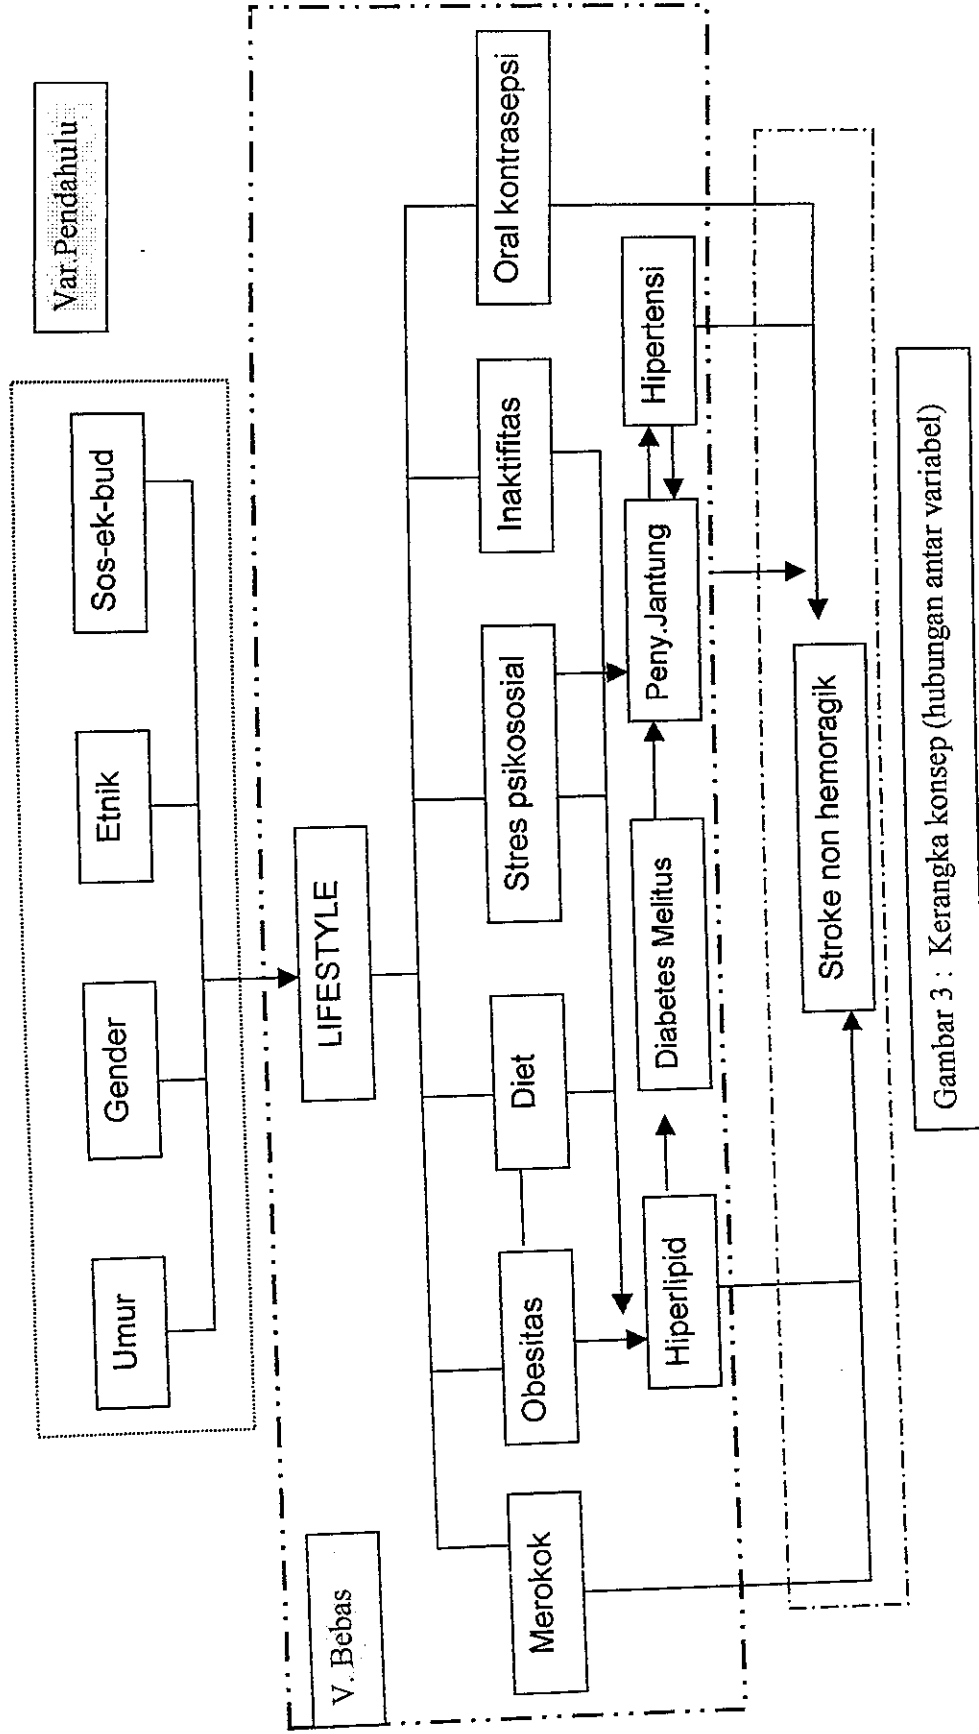 Var.Pendahulu
Umur
Gender
Etnik
Sos-ek-bud
V. Bebas
LIFESTYLE
Merokok
Obesitas
Diet
Stres psikososial
Inaktifitas
Oral kontrasepsi
Hiperlipid
Diabetes Melitus
Peny.Jantung
Hipertensi
Stroke non hemoragik
Gambar 3 : Kerangka konsep (hubungan antar variabel)